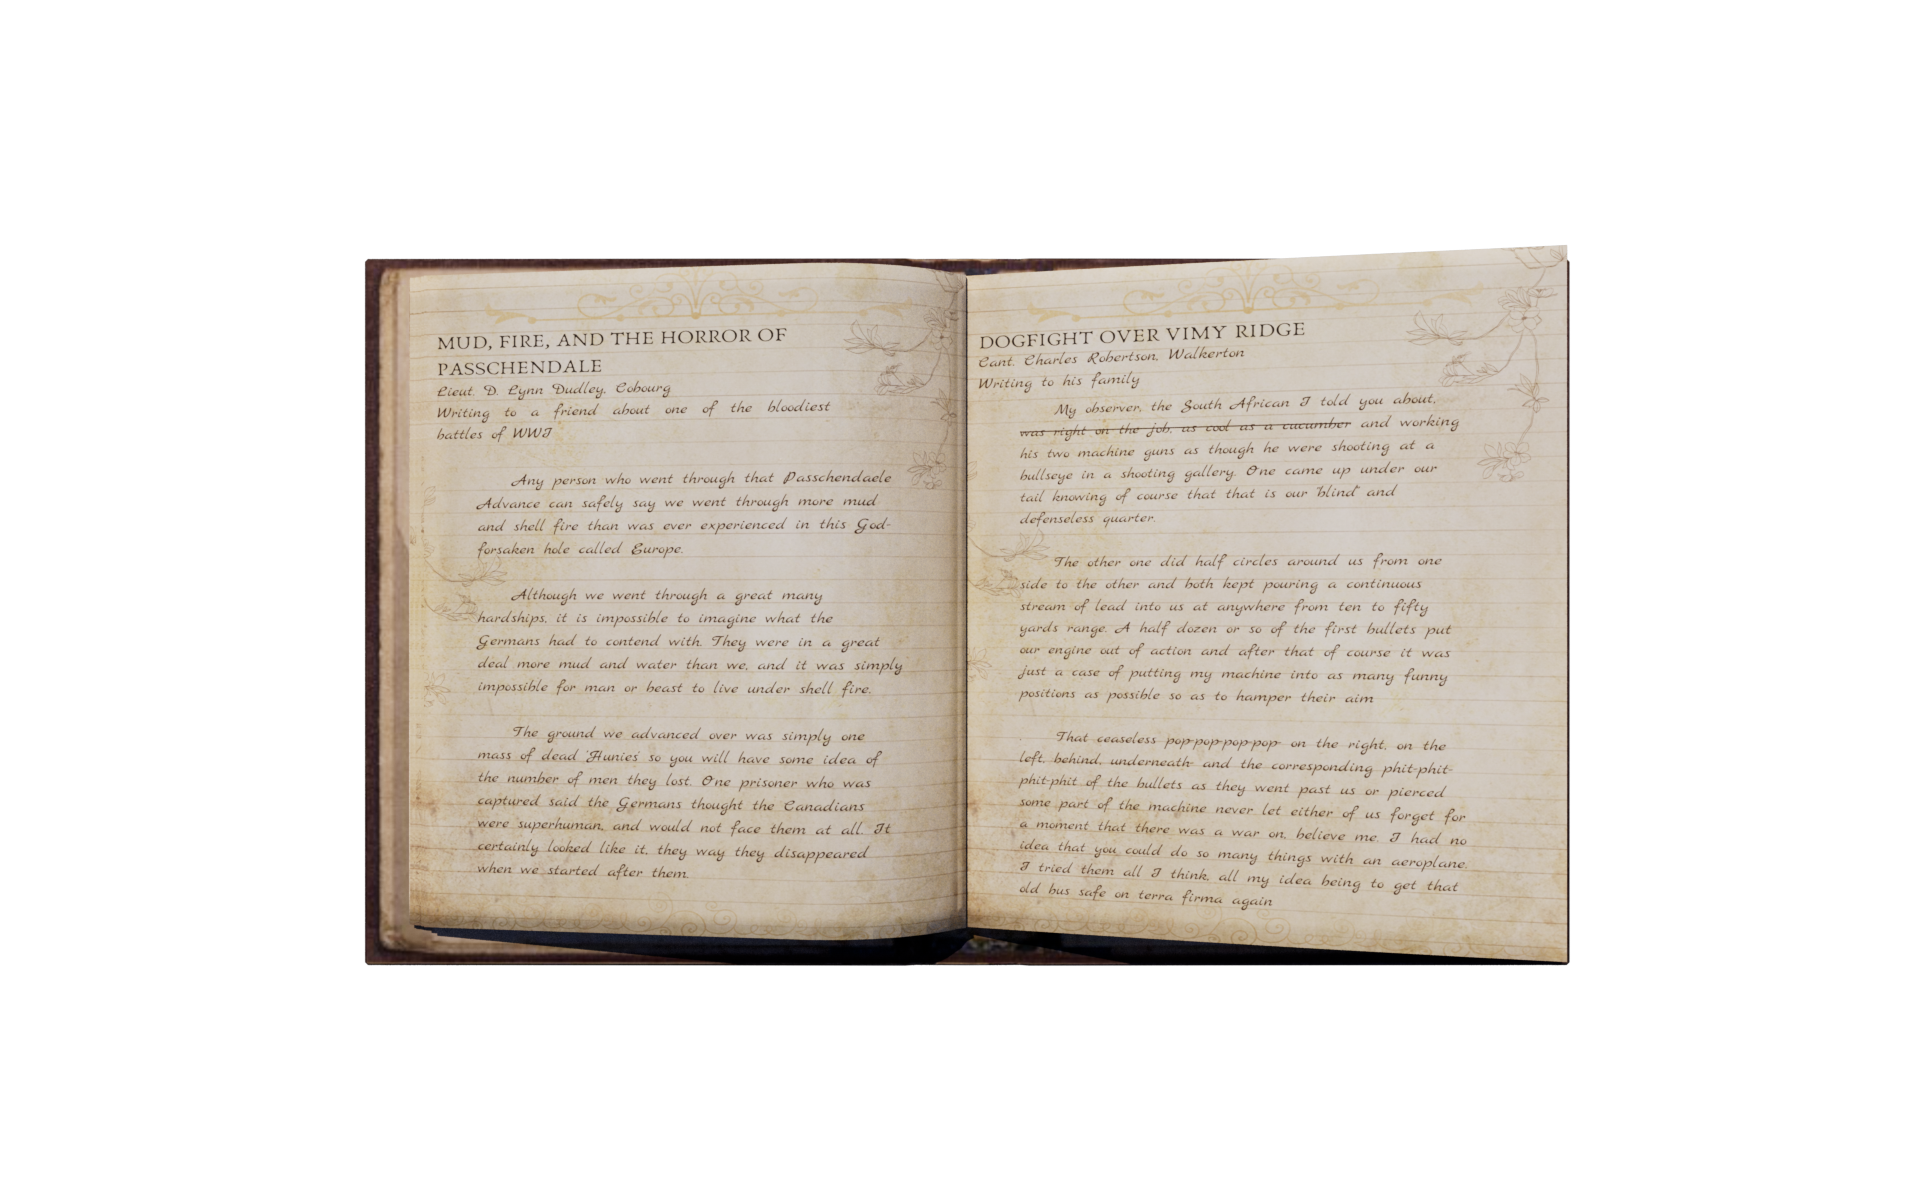 MUD, FIRE, AND THE HORROR OF
PASSCHENDALE
Lieut. D. Lynn Dudley, Cobourg
Writing to a friend about one of the bloodiest
battles of WWI
Any person who went through that Passchendaele
Advance can safely say we went through more mud
and shell fire than was ever experienced in this God-
forsaken hole called Europe.
Although we went through a great many
hardships, it is impossible to imagine what the
Germans had to contend with. They were in a great
deal more mud and water than we, and it was simply
impossible for man or beast to live under shell fire.
The ground we advanced over was simply one
mass of dead 'Hunies' so you will have some idea of
the number of men they lost. One prisoner who was
captured said the Germans thought the Canadians
were superhuman, and would not face them at all. It
certainly looked like it, they way they disappeared
when we started after them.
DOGFIGHT OVER VIMY RIDGE
Cant. Charles Robertson, Walkerton
Writing to his family
My observer, the South African I told you about,
was right on the job, as cool as a cucumber and working
his two machine guns as though he were shooting at a
bullseye in a shooting gallery. One came up under our
tail knowing of course that that is our "blind" and
defenseless quarter.
The other one did half circles around us from one
side to the other and both kept pouring a continuous
stream of lead into us at anywhere from ten to fifty
yards range. A half dozen or so of the first bullets put
our engine out of action and after that of course it was
just a case of putting my machine into as many funny
positions as possible so as to hamper their aim
That ceaseless pop-pop-pop-pop- on the right, on the
left, behind, underneath- and the corresponding phit-phit-
phit-phit of the bullets as they went past us or pierced
some part of the machine never let either of us forget for
a moment that there was a war on, believe me. I had no
idea that you could do so many things with an aeroplane.
I tried them all I think, all my idea being to get that
old bus safe on terra firma again